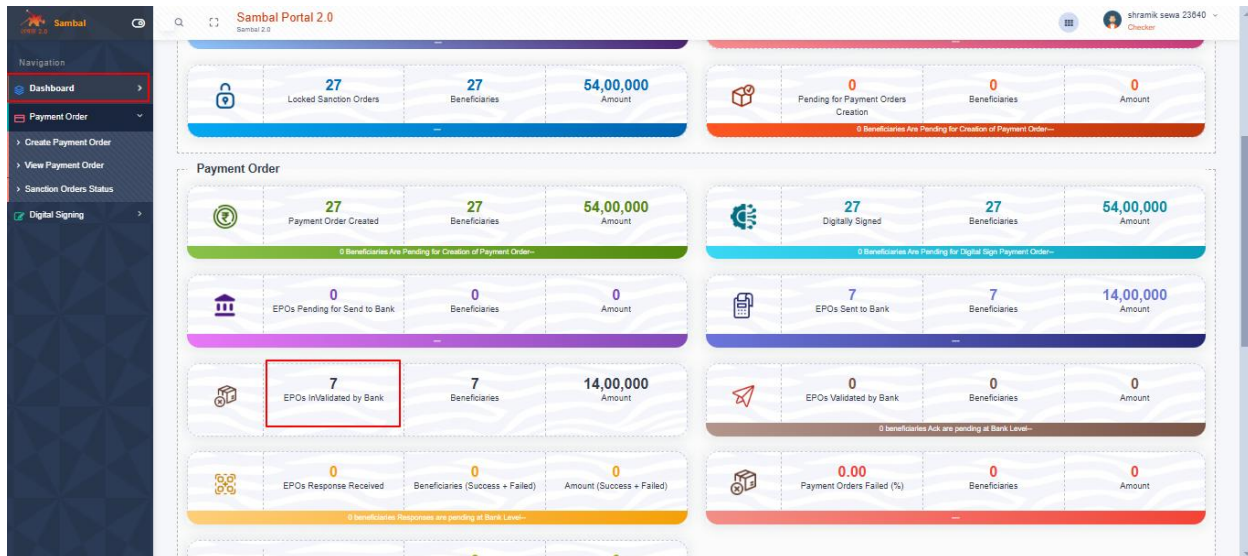 Sambal
Sambal Portal 2.0
Sambal 2.0
shramik sewa 23640
Checker
Navigation
Dashboard
Payment Order
Create Payment Order
View Payment Order
Sanction Orders Status
Digital Signing
27
Locked Sanction Orders
27
Beneficiaries
54,00,000
Amount
0
Pending for Payment Orders
Creation
0
Beneficiaries
0
Amount
0 Beneficiaries Are Pending for Creation of Payment Order--
Payment Order
27
Payment Order Created
27
Beneficiaries
54,00,000
Amount
0 Beneficiaries Are Pending for Creation of Payment Order--
27
Digitally Signed
27
Beneficiaries
54,00,000
Amount
0 Beneficiaries Are Pending for Digital Sign Payment Order--
0
EPOs Pending for Send to Bank
0
Beneficiaries
0
Amount
7
EPOs Sent to Bank
7
Beneficiaries
14,00,000
Amount
7
EPOs InValidated by Bank
7
Beneficiaries
14,00,000
Amount
0
EPOs Validated by Bank
0
Beneficiaries
0
Amount
0 beneficiaries Ack are pending at Bank Level--
0
EPOs Response Received
0
Beneficiaries (Success + Failed)
0
Amount (Success + Failed)
0 beneficiaries Responses are pending at Bank Level--
0.00
Payment Orders Failed (%)
0
Beneficiaries
0
Amount